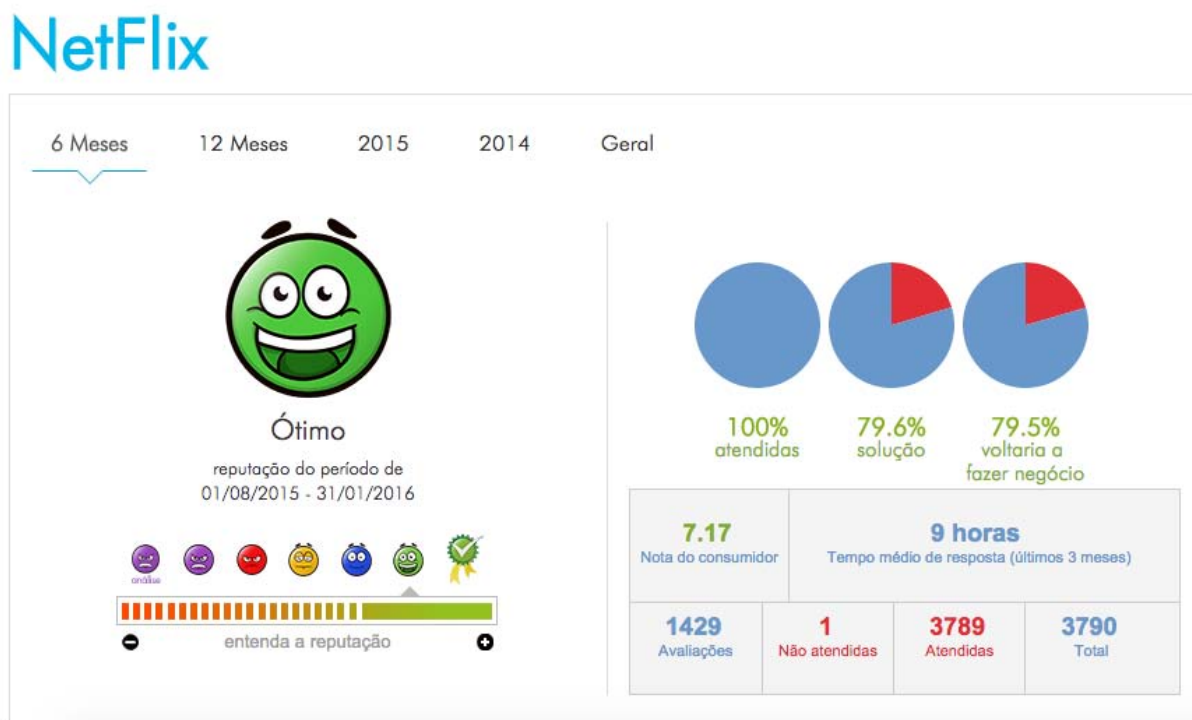 NetFlix
6 Meses 12 Meses 2015 2014 Geral
Ótimo
reputação do período de
01/08/2015 - 31/01/2016
análise
entenda a reputação
100%
atendidas
79.6%
solução
79.5%
voltaria a
fazer negócio
7.17
Nota do consumidor
9 horas
Tempo médio de resposta (últimos 3 meses)
1429
Avaliações
1
Não atendidas
3789
Atendidas
3790
Total